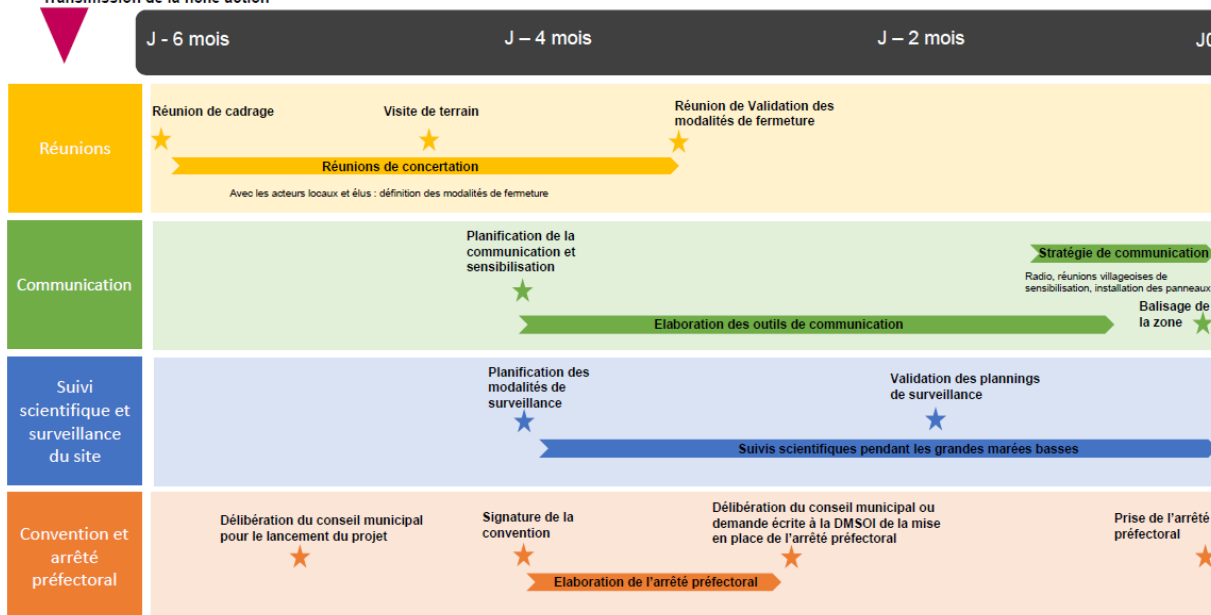 Transmission de la fiche action
J - 6 mois
J – 4 mois
J – 2 mois
J0
Réunions
Réunion de cadrage
Visite de terrain
Réunion de Validation des
modalités de fermeture
Réunions de concertation
Avec les acteurs locaux et élus : définition des modalités de fermeture
Communication
Planification de la
communication et
sensibilisation
Stratégie de communication
Radio, réunions villageoises de
sensibilisation, installation des panneaux
Elaboration des outils de communication
Balisage de
la zone
Suivi
scientifique et
surveillance
du site
Planification des
modalités de
surveillance
Validation des plannings
de surveillance
Suivis scientifiques pendant les grandes marées basses
Convention et
arrêté
préfectoral
Délibération du conseil municipal
pour le lancement du projet
Signature de la
convention
Délibération du conseil municipal ou
demande écrite à la DMSOI de la mise
en place de l'arrêté préfectoral
Prise de l'arrêté
préfectoral
Elaboration de l'arrêté préfectoral